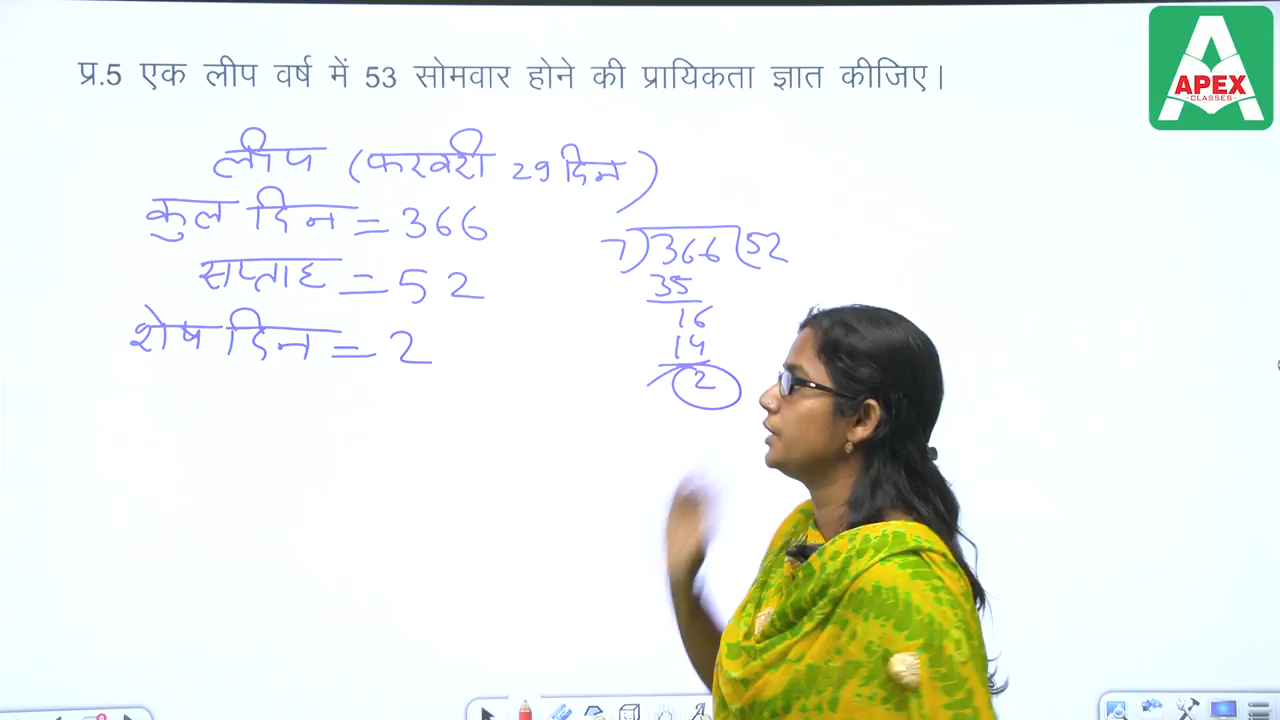 प्र.5 एक लीप वर्ष में 53 सोमवार होने की प्रायिकता ज्ञात कीजिए।
APEX
-CLASSES-
लीप (फरवरी 29 दिन)
कुल दिन = 366
सप्ताह = 52
शेष दिन = 2
7)366(52
35
16
14
2